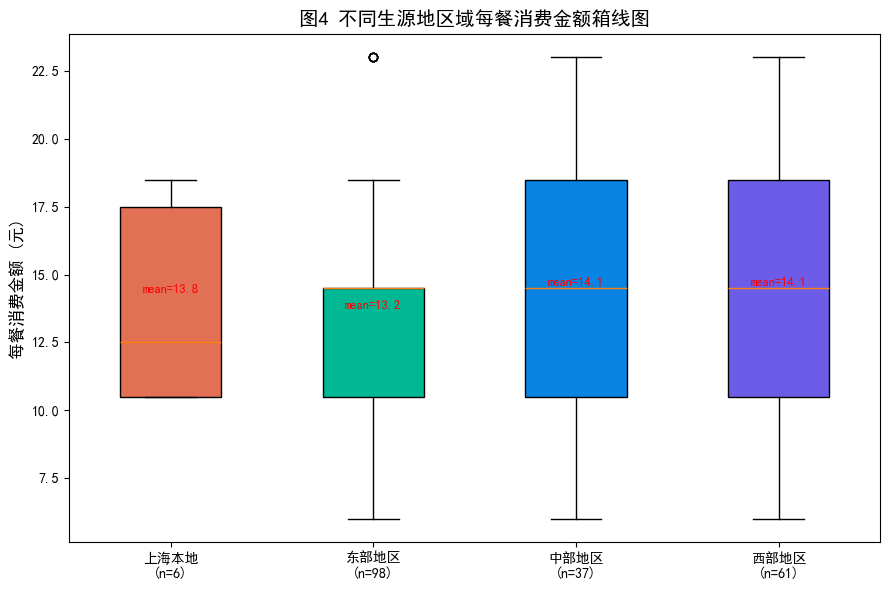 图4 不同生源地区域每餐消费金额箱线图
每餐消费金额（元）
22.5
20.0
17.5
15.0
12.5
10.0
7.5
mean=13.8
mean=13.2
mean=14.1
mean=14.1
上海本地
(n=6)
东部地区
(n=98)
中部地区
(n=37)
西部地区
(n=61)